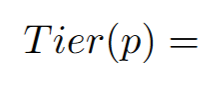 Tier(p) =